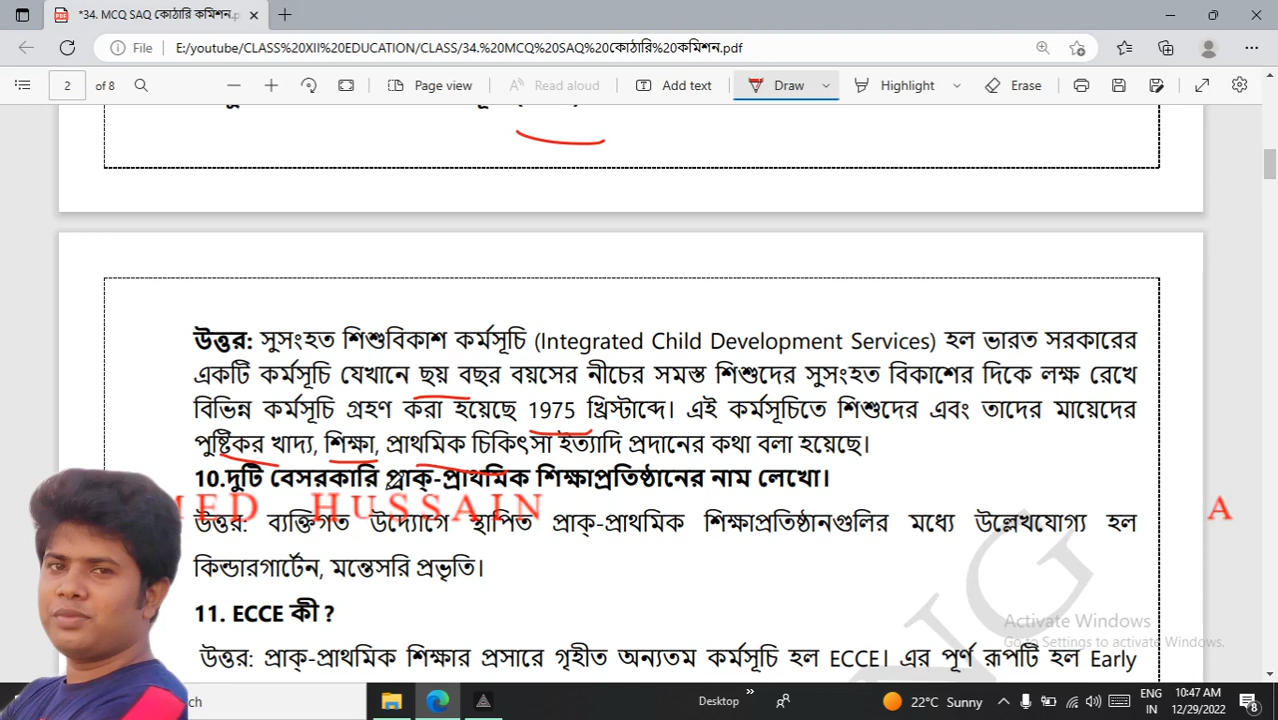 *34. MCQ SAQ কোঠারি কমিশন.p
File E:/youtube/CLASS%20XII%20EDUCATION/CLASS/34.%20MCQ%20SAQ%20কোঠারি%20কমিশন.pdf
2 of 8 Page view Read aloud Add text Draw Highlight Erase
উত্তর: সুসংহত শিশুবিকাশ কর্মসূচি (Integrated Child Development Services) হল ভারত সরকারের
একটি কর্মসূচি যেখানে ছয় বছর বয়সের নীচের সমস্ত শিশুদের সুসংহত বিকাশের দিকে লক্ষ রেখে
বিভিন্ন কর্মসূচি গ্রহণ করা হয়েছে 1975 খ্রিস্টাব্দে। এই কর্মসূচিতে শিশুদের এবং তাদের মায়েদের
পুষ্টিকর খাদ্য, শিক্ষা, প্রাথমিক চিকিৎসা ইত্যাদি প্রদানের কথা বলা হয়েছে।
10.দুটি বেসরকারি প্রাক্-প্রাথমিক শিক্ষাপ্রতিষ্ঠানের নাম লেখো।
MED HUSSAIN A
উত্তর: ব্যক্তিগত উদ্যোগে স্থাপিত প্রাক্-প্রাথমিক শিক্ষাপ্রতিষ্ঠানগুলির মধ্যে উল্লেখযোগ্য হল
কিন্ডারগার্টেন, মন্তেসরি প্রভৃতি।
11. ECCE কী ?
Activate Windows
Go to Settings to activate Windows.
উত্তর: প্রাক্-প্রাথমিক শিক্ষার প্রসারে গৃহীত অন্যতম কর্মসূচি হল ECCE। এর পূর্ণ রূপটি হল Early
rch Desktop 22°C Sunny ENG IN 10:47 AM 12/29/2022 8